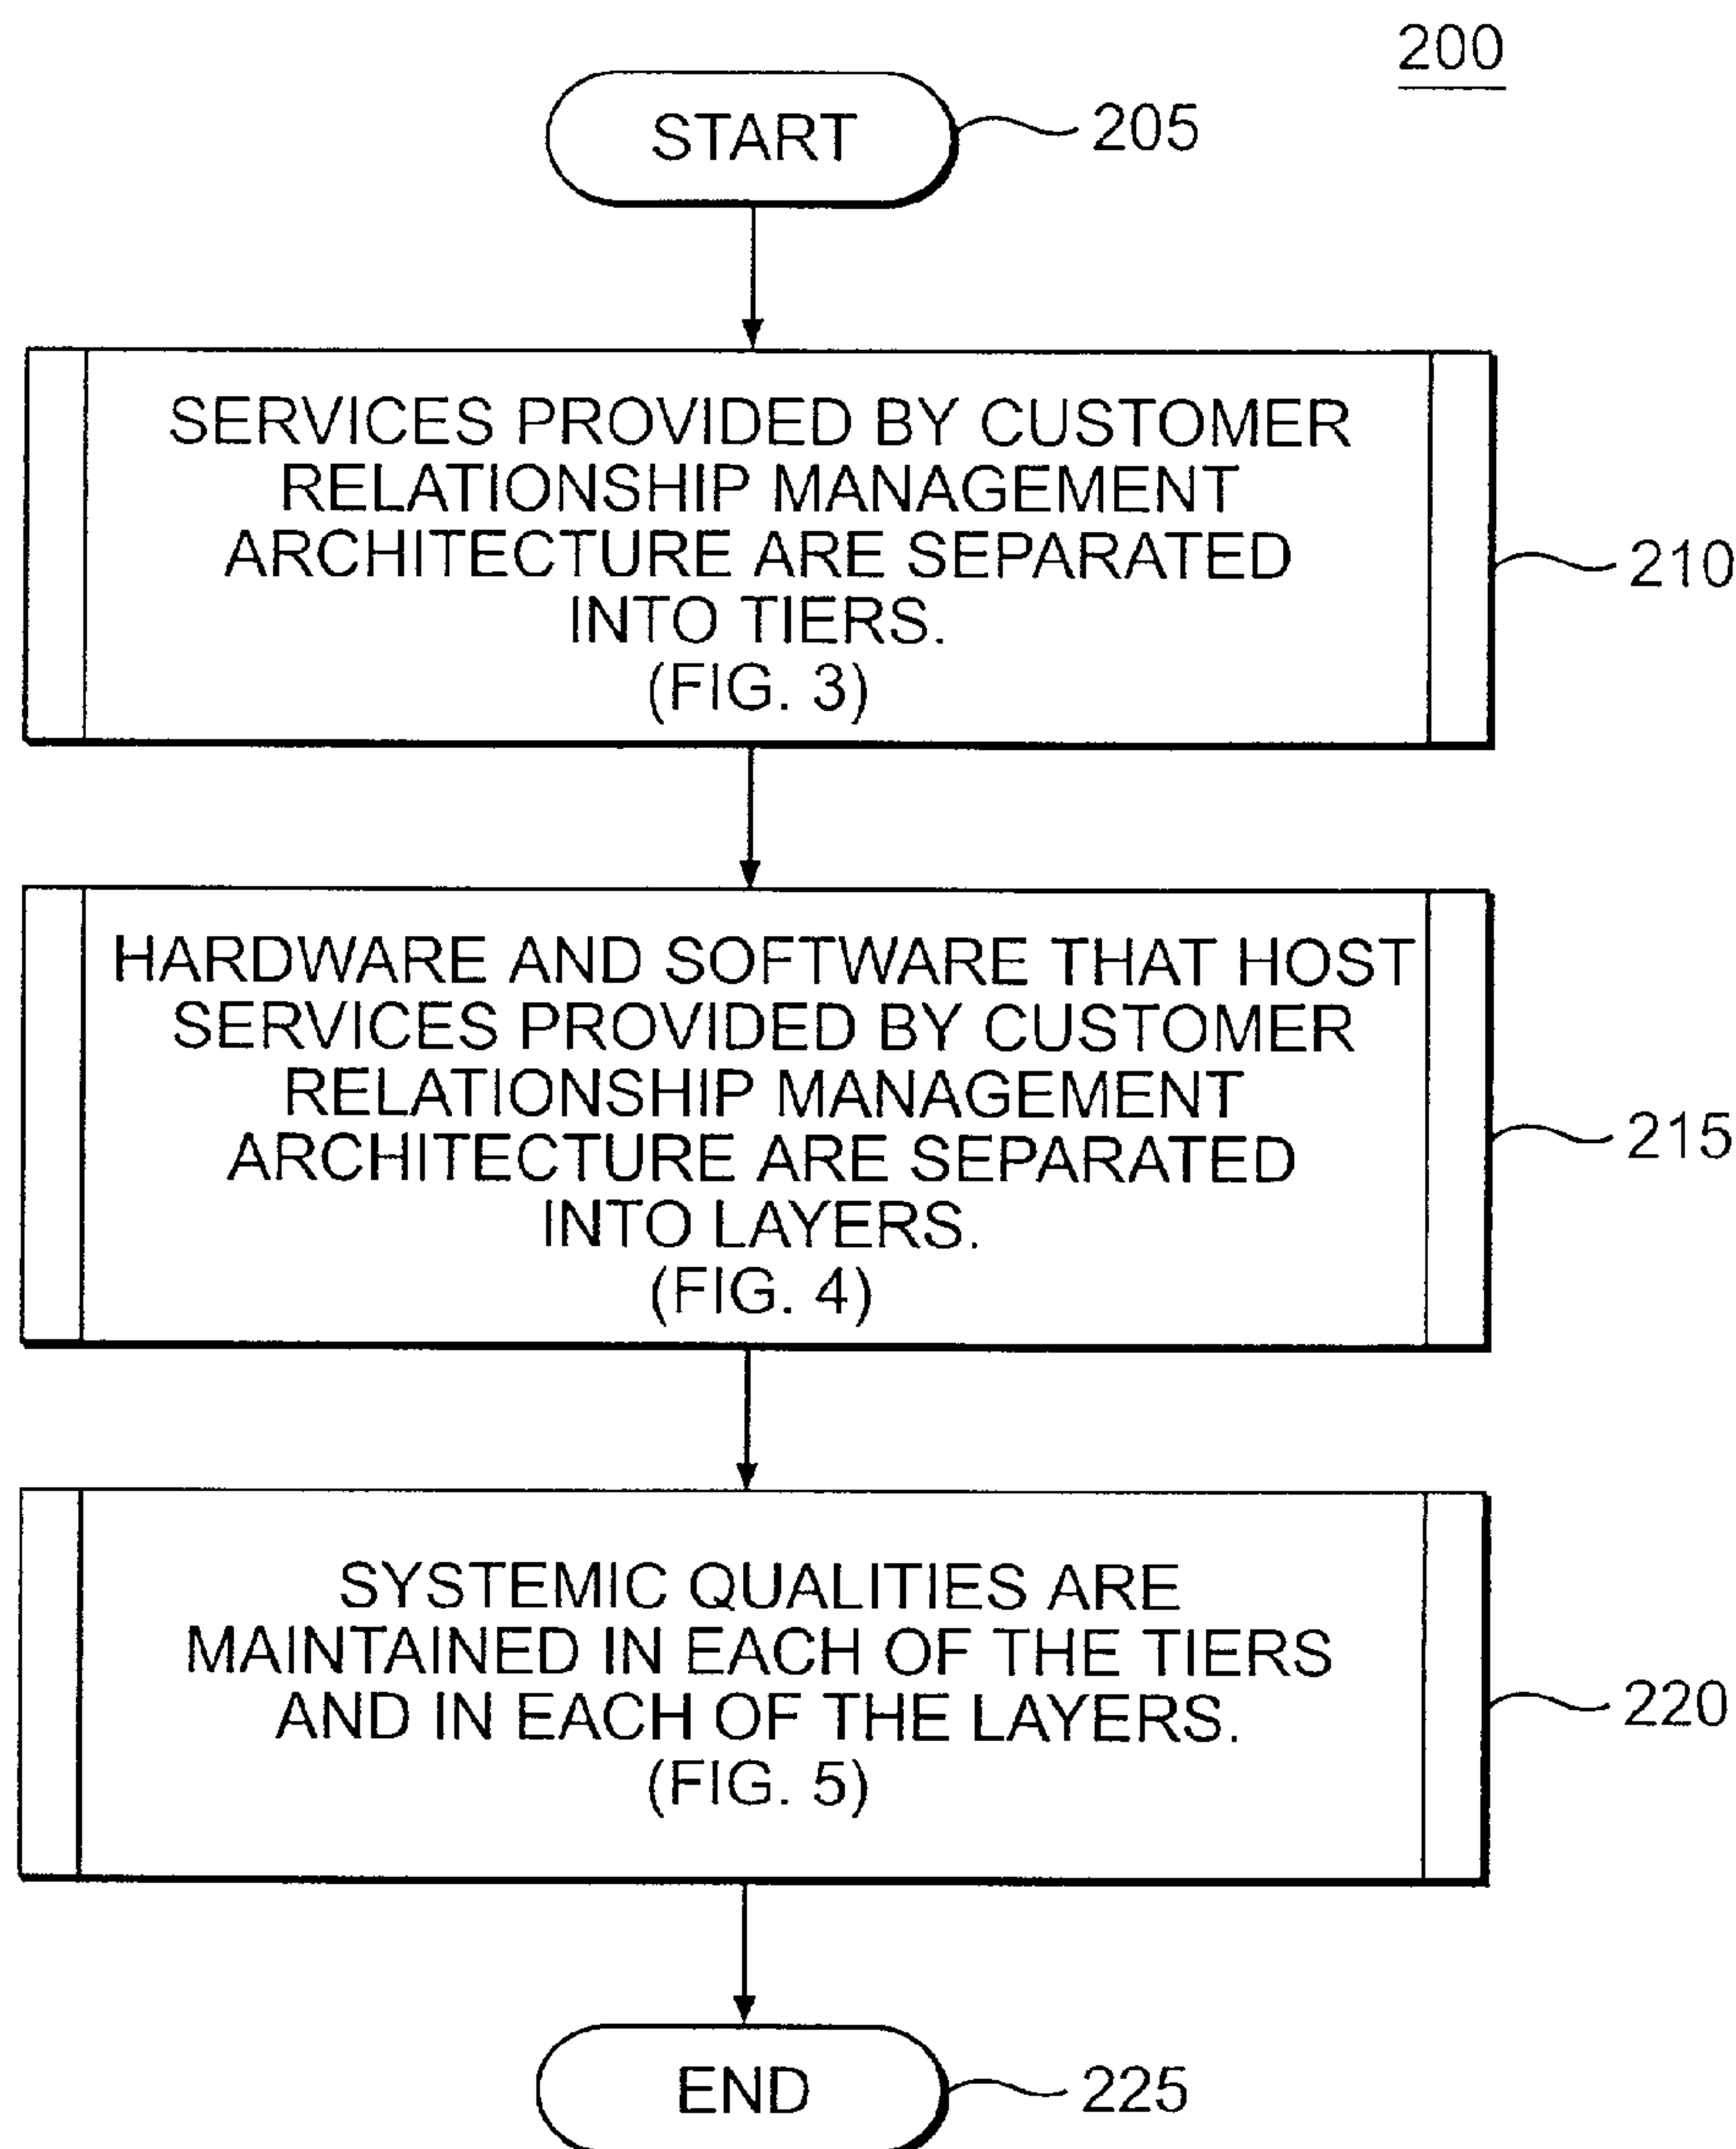 200
START
205
SERVICES PROVIDED BY CUSTOMER
RELATIONSHIP MANAGEMENT
ARCHITECTURE ARE SEPARATED
INTO TIERS.
(FIG. 3)
210
HARDWARE AND SOFTWARE THAT HOST
SERVICES PROVIDED BY CUSTOMER
RELATIONSHIP MANAGEMENT
ARCHITECTURE ARE SEPARATED
INTO LAYERS.
(FIG. 4)
215
SYSTEMIC QUALITIES ARE
MAINTAINED IN EACH OF THE TIERS
AND IN EACH OF THE LAYERS.
(FIG. 5)
220
END
225